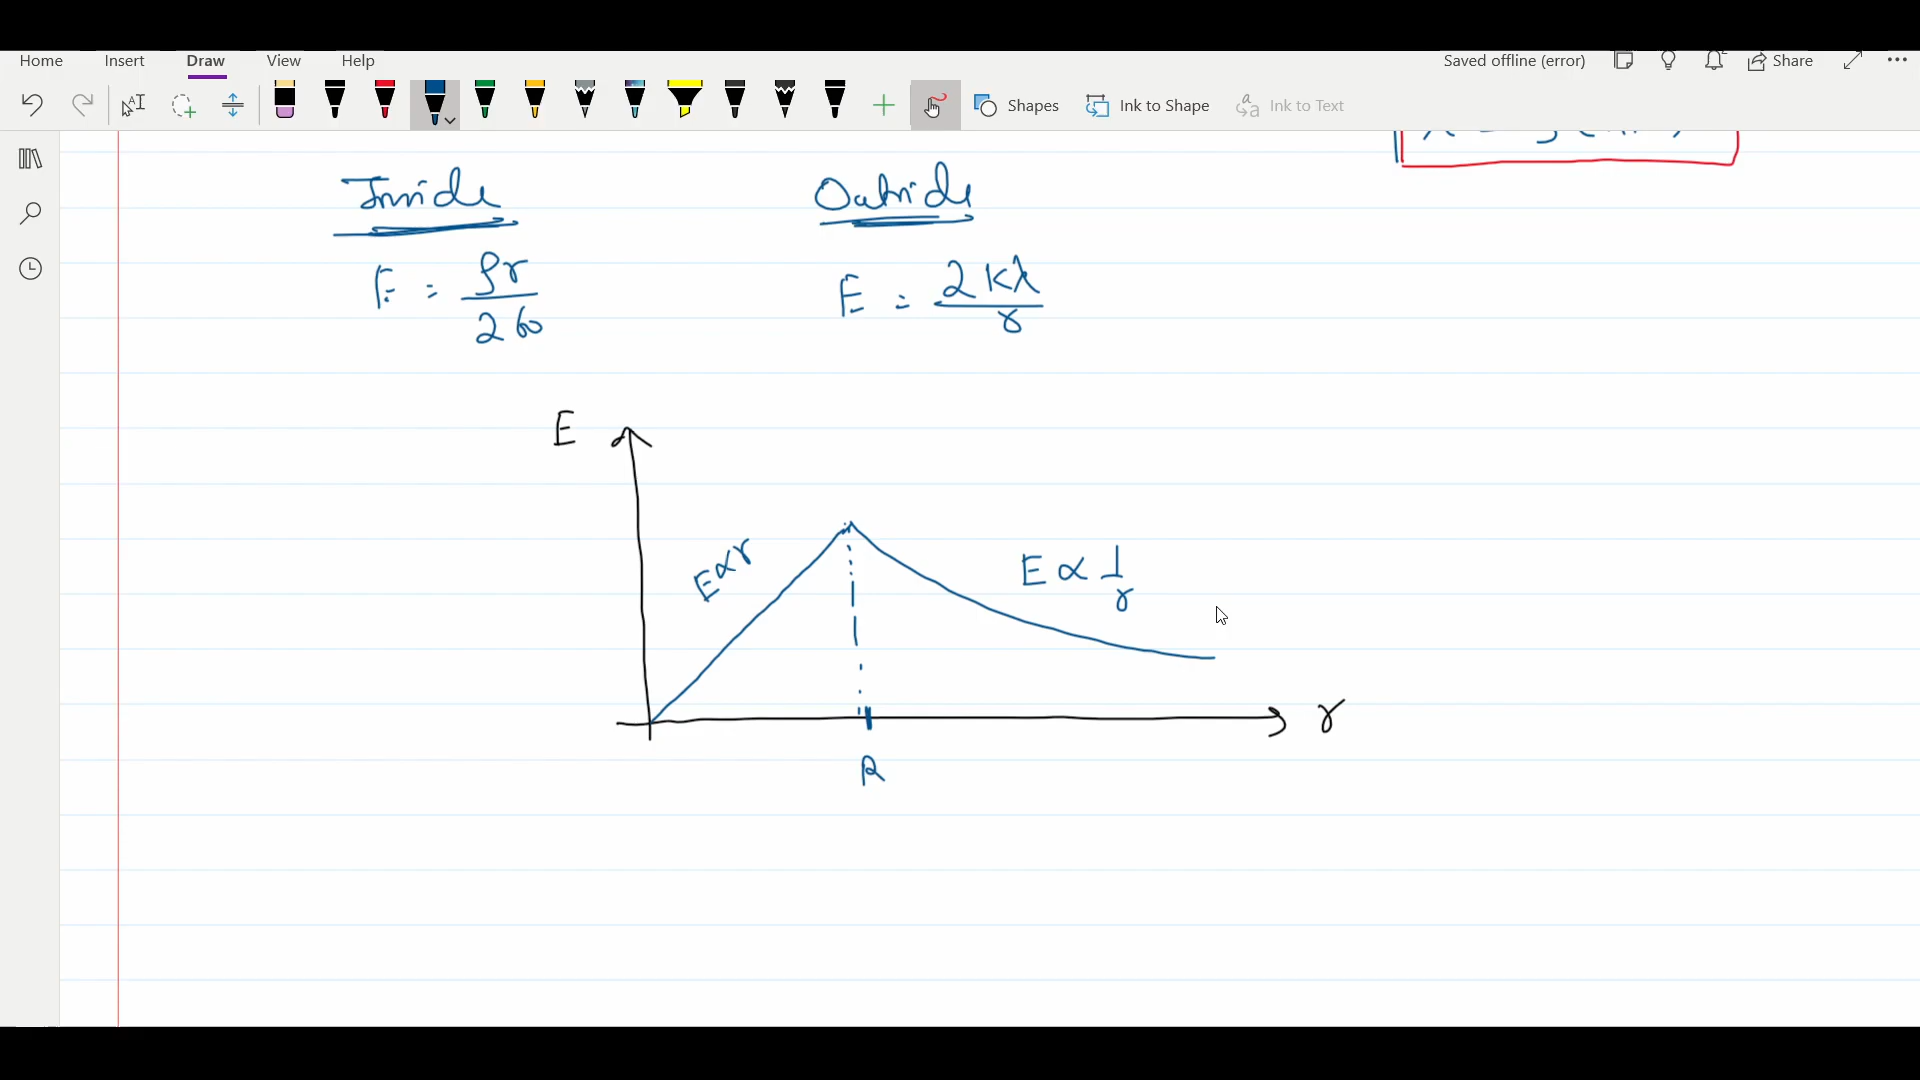 Home Insert Draw View Help Saved offline (error) Share
Shapes Ink to Shape Ink to Text
Inside Outside
E = ρr / 2ϵ0 E = 2kλ / r
E
E ∝ r E ∝ 1/r
r
R